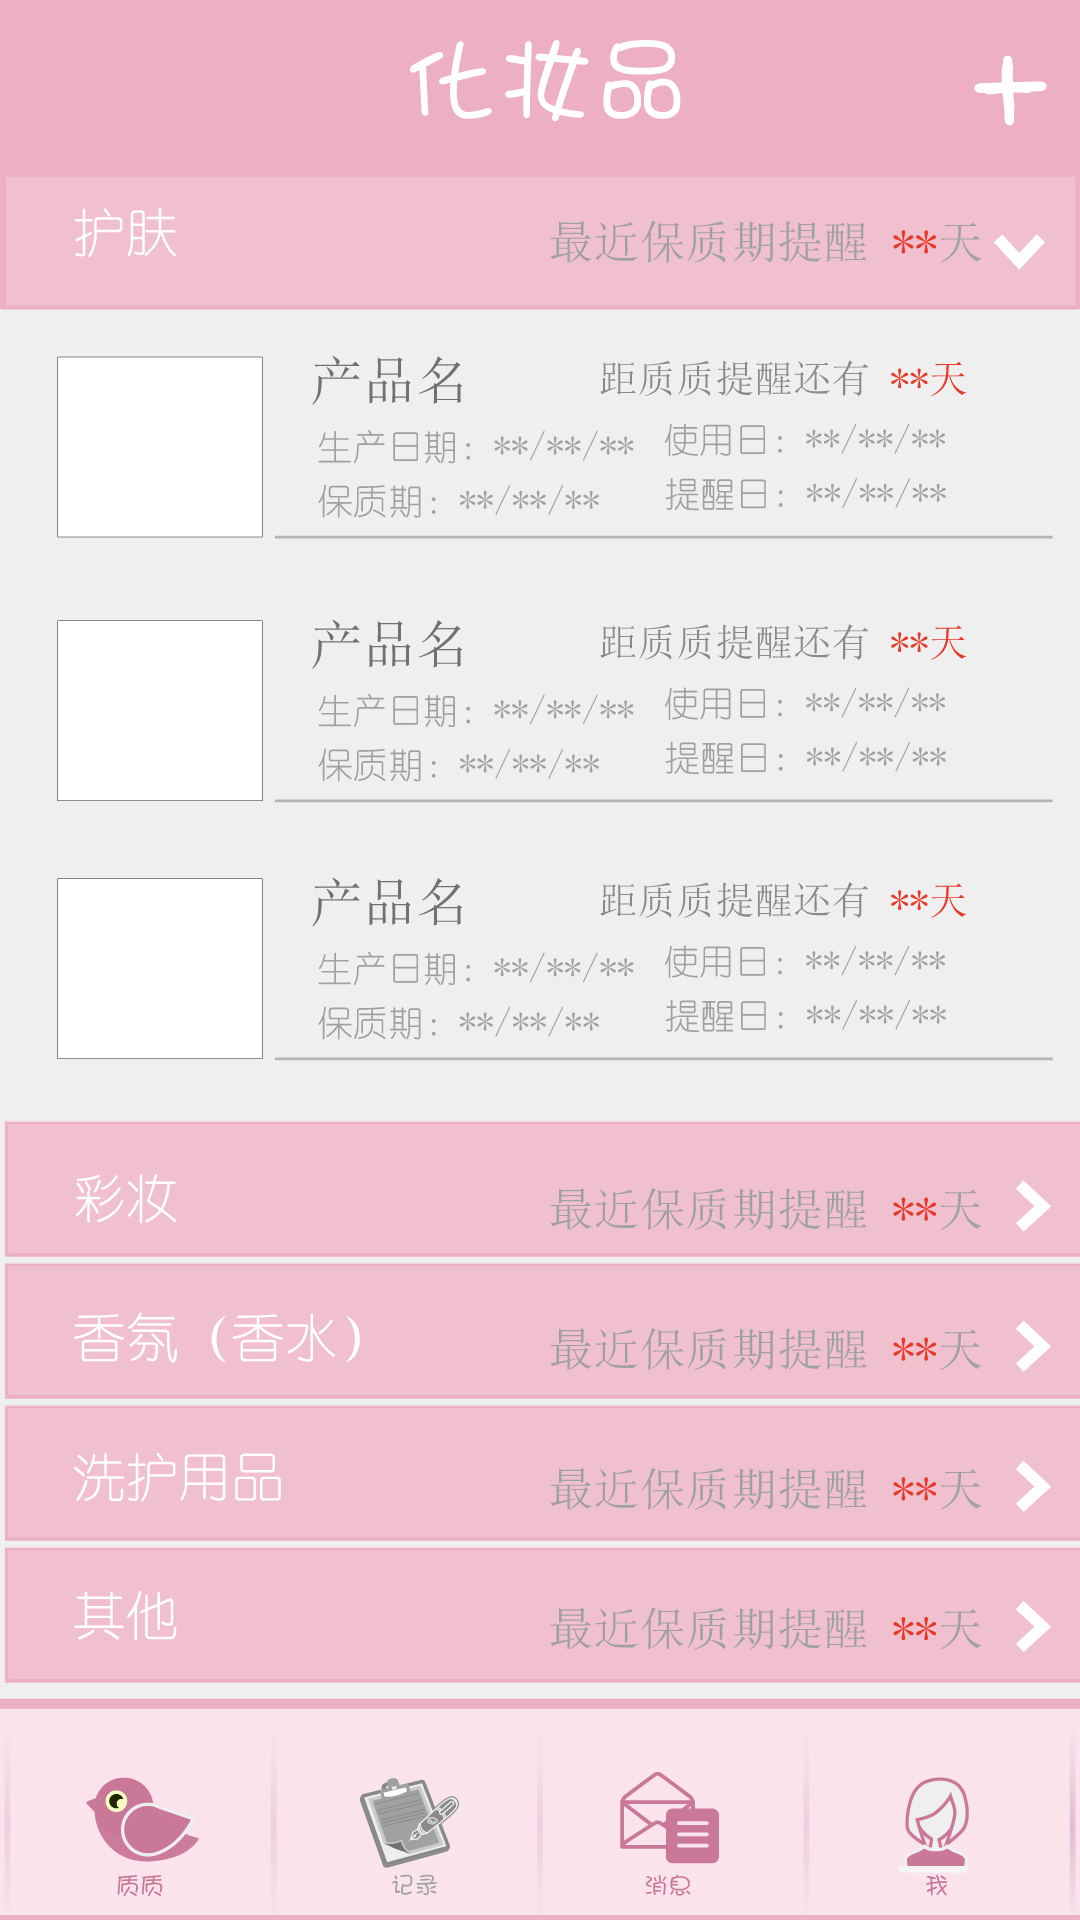 化妆品
护肤 最近保质期提醒 **天
产品名 距质质提醒还有 **天
生产日期: **/**/** 使用日: **/**/**
保质期: **/**/** 提醒日: **/**/**
产品名 距质质提醒还有 **天
生产日期: **/**/** 使用日: **/**/**
保质期: **/**/** 提醒日: **/**/**
产品名 距质质提醒还有 **天
生产日期: **/**/** 使用日: **/**/**
保质期: **/**/** 提醒日: **/**/**
彩妆 最近保质期提醒 **天
香氛（香水） 最近保质期提醒 **天
洗护用品 最近保质期提醒 **天
其他 最近保质期提醒 **天
质质 记录 消息 我